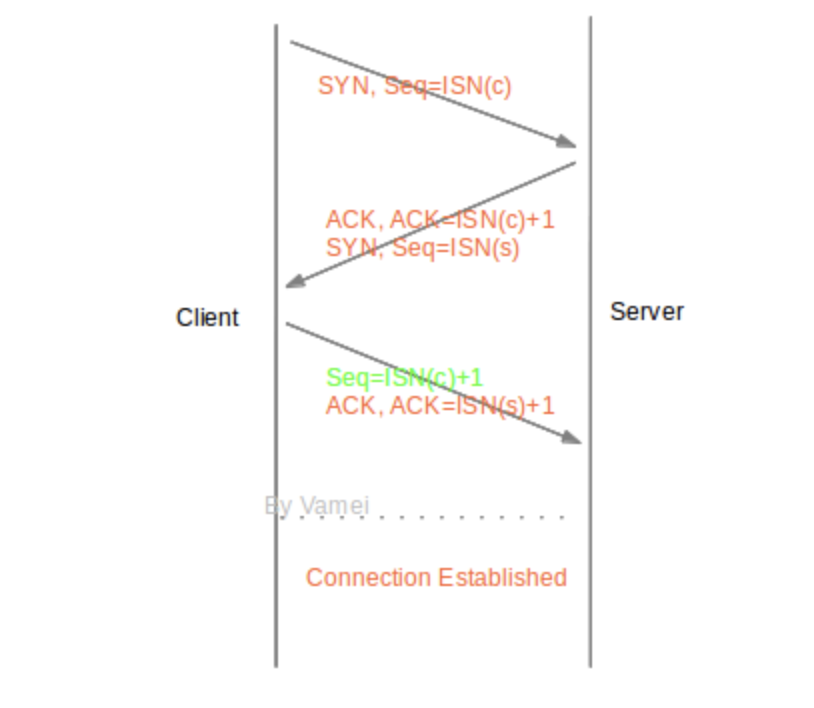 SYN, Seq=ISN(c)
ACK, ACK=ISN(c)+1
SYN, Seq=ISN(s)
Client
Server
Seq=ISN(c)+1
ACK, ACK=ISN(s)+1
By Vamei
Connection Established